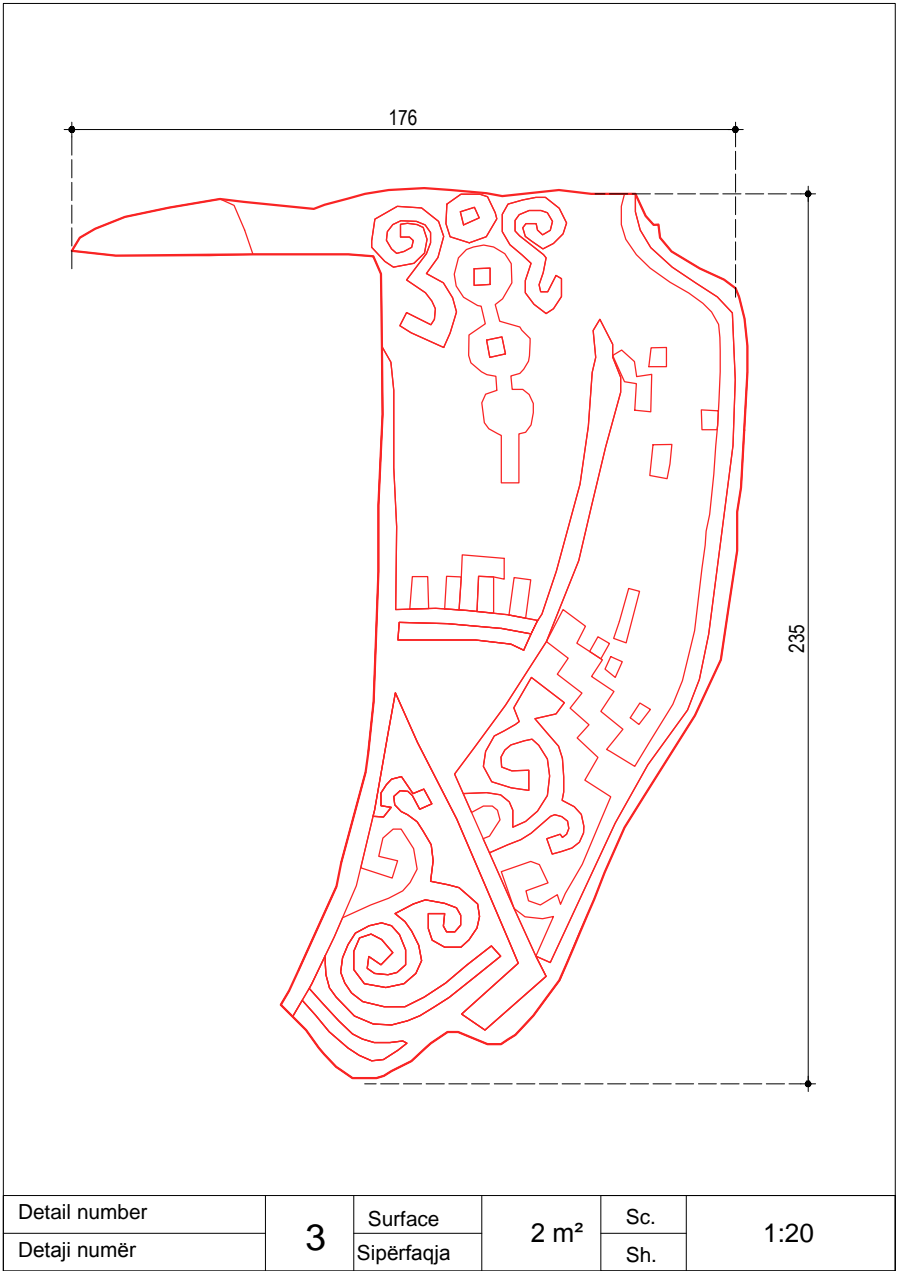 176
235
Detail number
Detaji numër
3
Surface
Sipërfaqja
2 m²
Sc.
Sh.
1:20